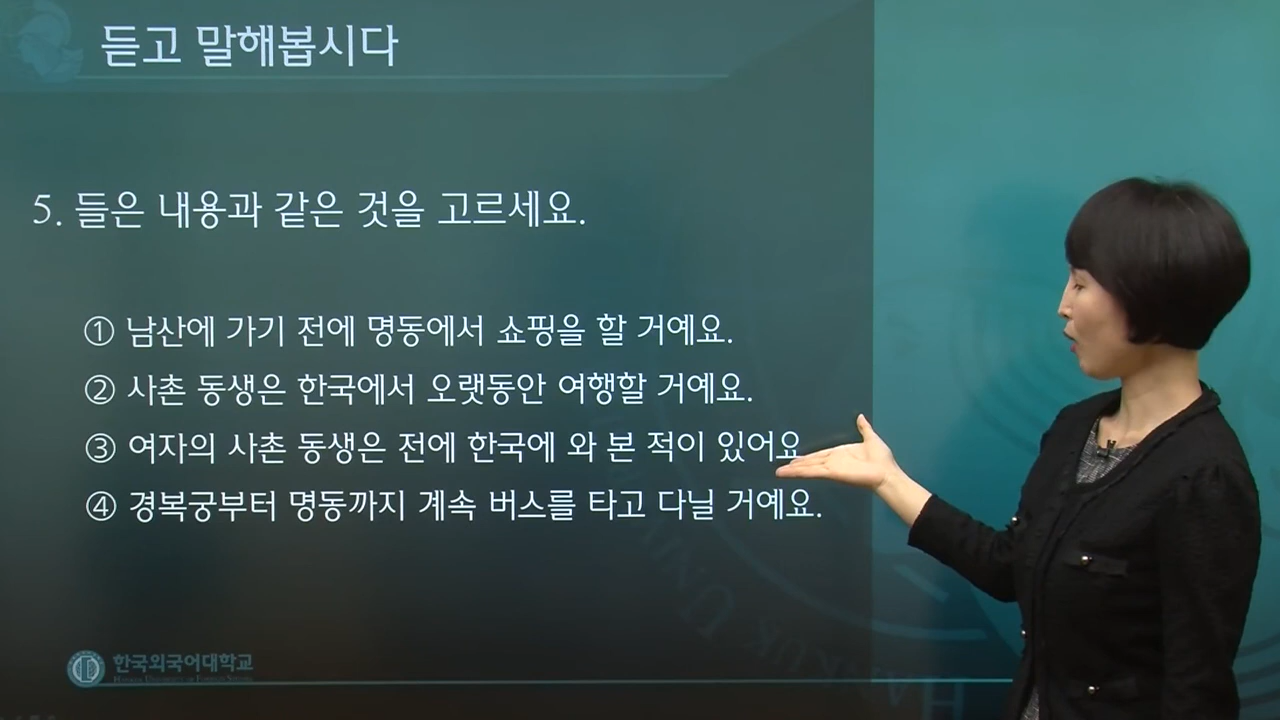 듣고 말해봅시다
5. 들은 내용과 같은 것을 고르세요.
① 남산에 가기 전에 명동에서 쇼핑을 할 거예요.
② 사촌 동생은 한국에서 오랫동안 여행할 거예요.
③ 여자의 사촌 동생은 전에 한국에 와 본 적이 있어요
④ 경복궁부터 명동까지 계속 버스를 타고 다닐 거예요.
한국외국어대학교